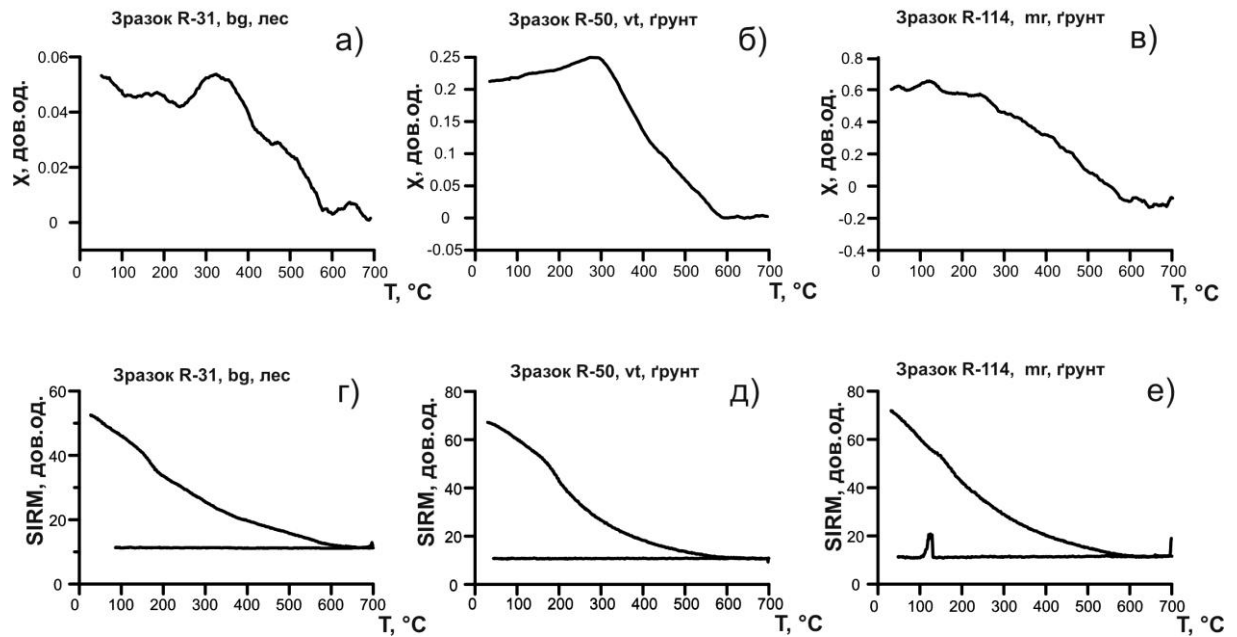 Зразок R-31, bg, лес
а)
Χ, дов.од.
0.06
0.04
0.02
0
0 100 200 300 400 500 600 700
T, °C
Зразок R-50, vt, ґрунт
б)
Χ, дов.од.
0.25
0.2
0.15
0.1
0.05
0
-0.05
0 100 200 300 400 500 600 700
T, °C
Зразок R-114, mr, ґрунт
в)
Χ, дов.од.
0.8
0.6
0.4
0.2
0
-0.2
-0.4
0 100 200 300 400 500 600 700
T, °C
Зразок R-31, bg, лес
г)
SIRM, дов.од.
60
40
20
0
0 100 200 300 400 500 600 700
T, °C
Зразок R-50, vt, ґрунт
д)
SIRM, дов.од.
80
60
40
20
0
0 100 200 300 400 500 600 700
T, °C
Зразок R-114, mr, ґрунт
е)
SIRM, дов.од.
80
60
40
20
0
0 100 200 300 400 500 600 700
T, °C